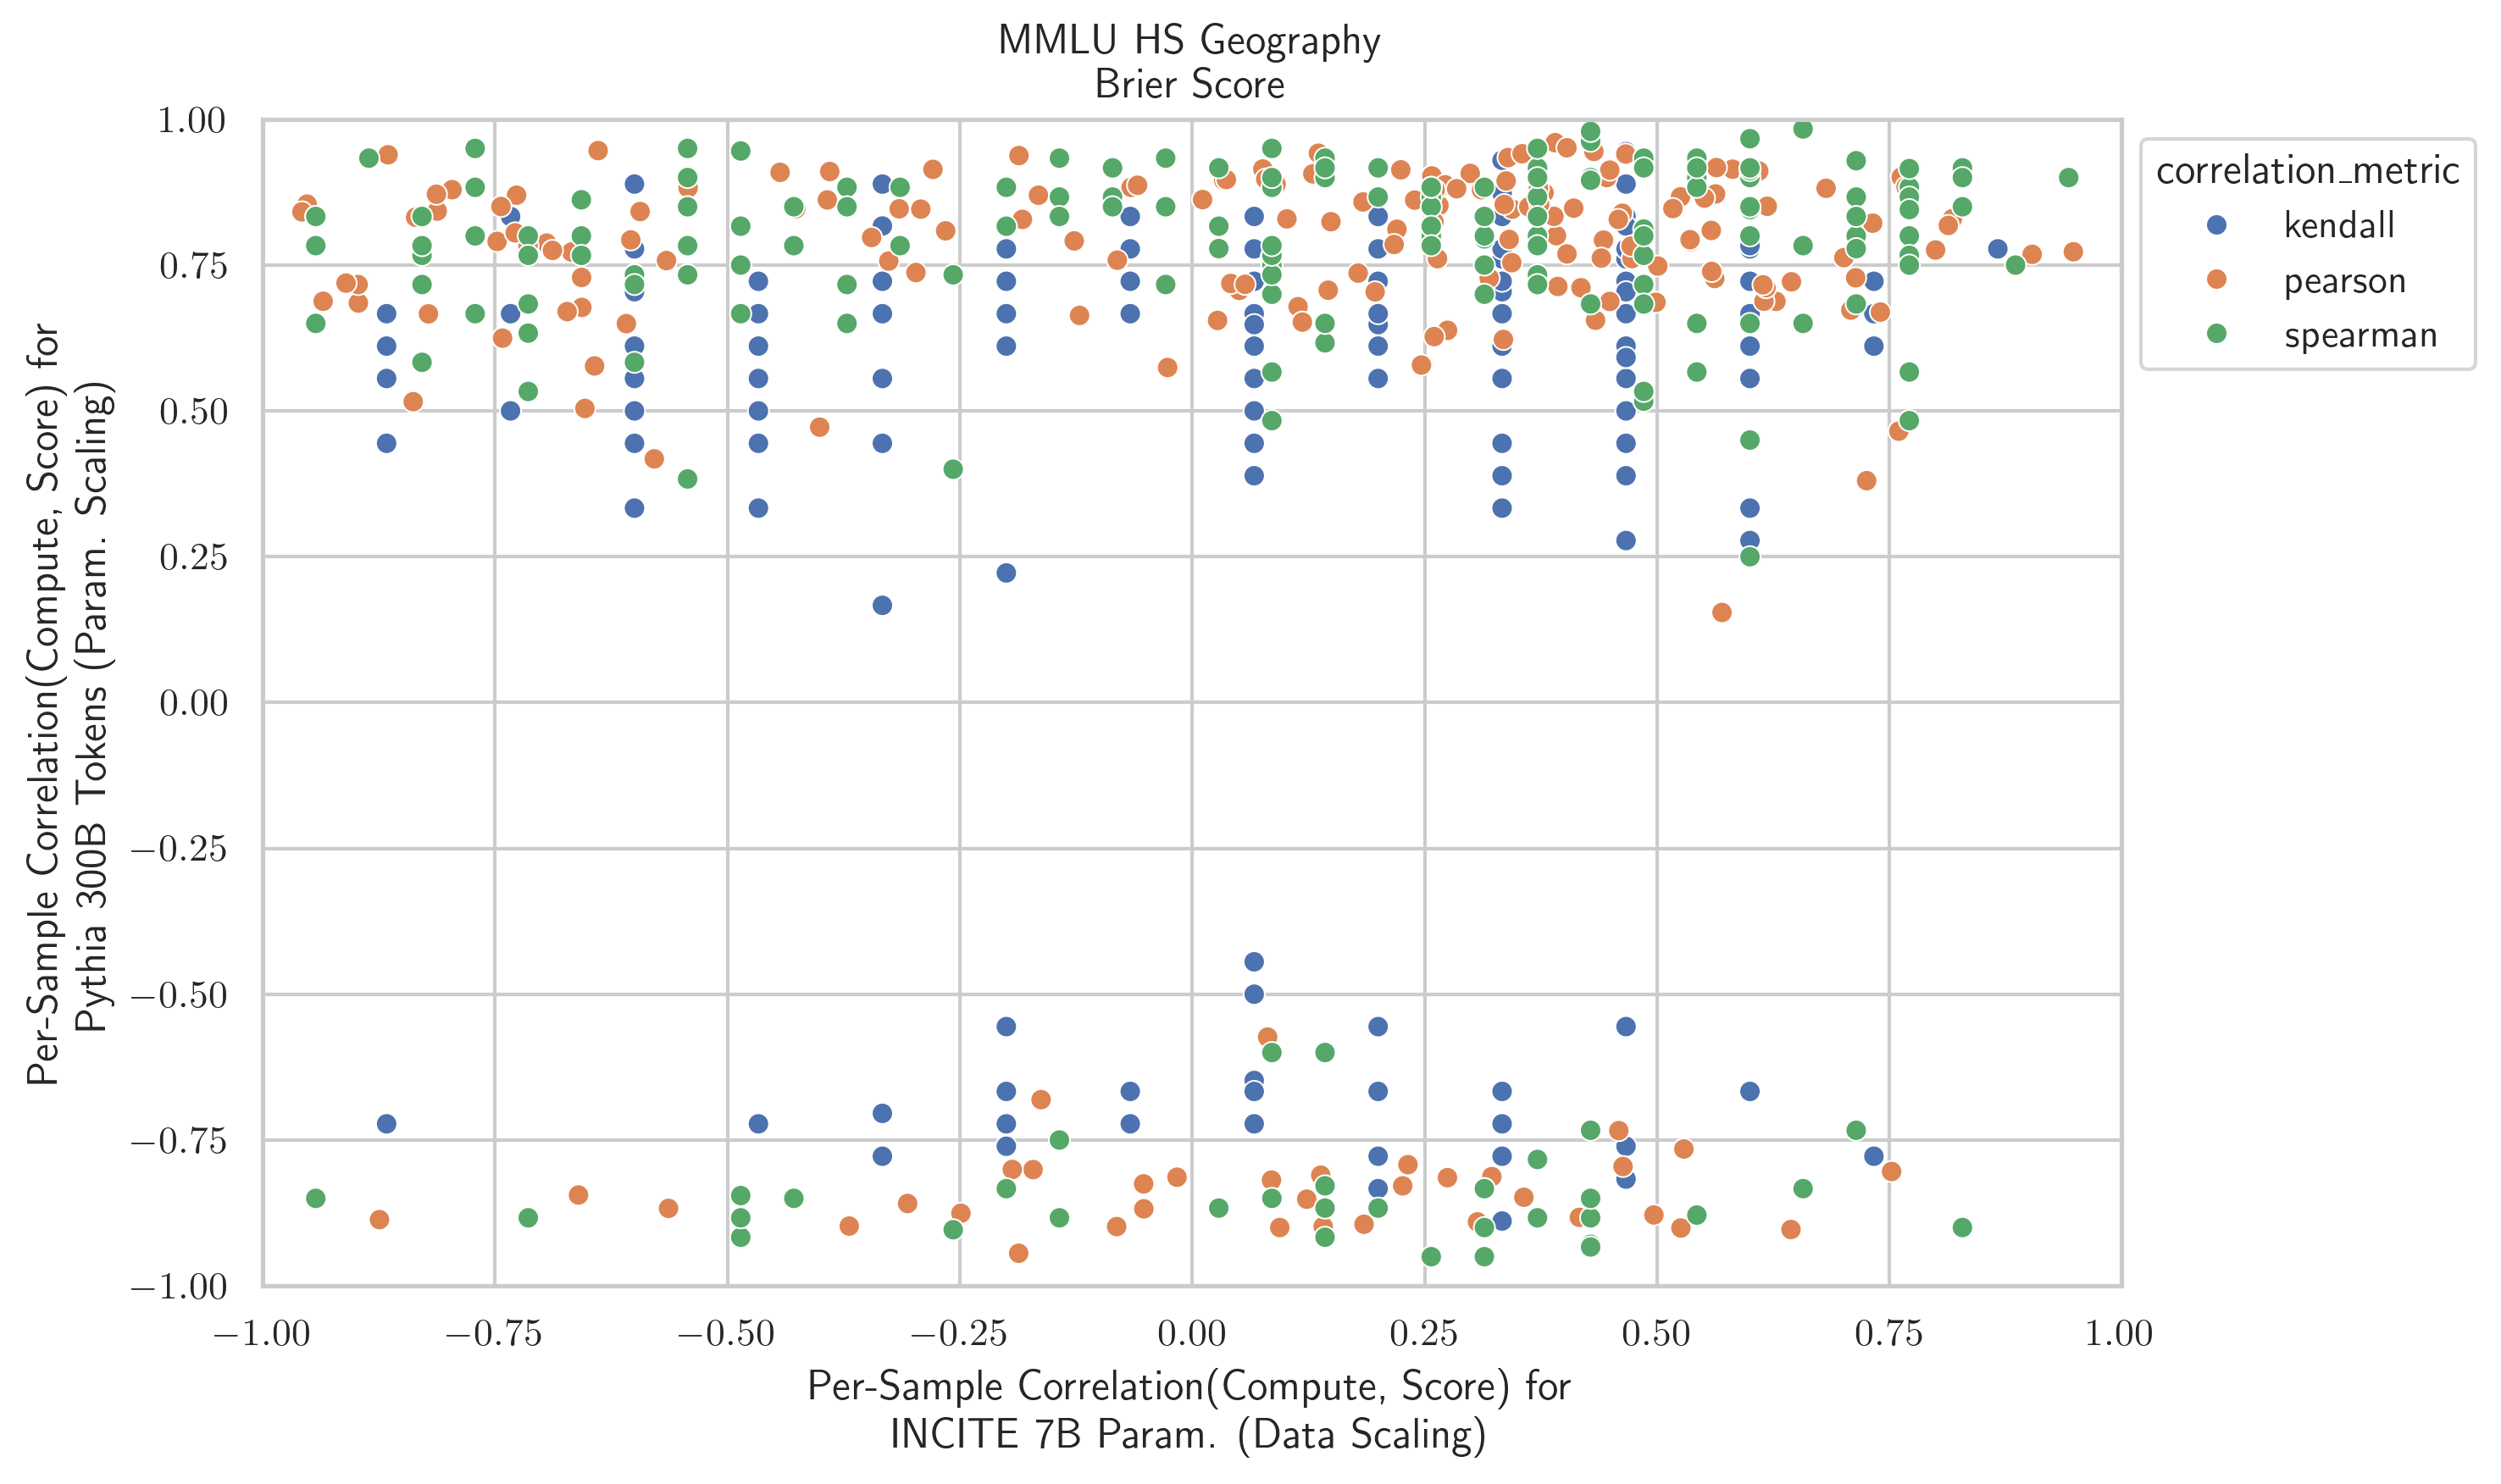 MMLU HS Geography
Brier Score
Per-Sample Correlation(Compute, Score) for
Pythia 300B Tokens (Param. Scaling)
1.00
0.75
0.50
0.25
0.00
−0.25
−0.50
−0.75
−1.00
−1.00
−0.75
−0.50
−0.25
0.00
0.25
0.50
0.75
1.00
Per-Sample Correlation(Compute, Score) for
INCITE 7B Param. (Data Scaling)
correlation_metric
kendall
pearson
spearman